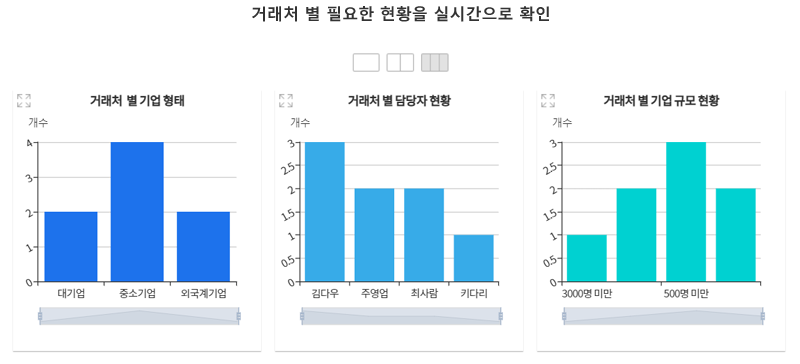 거래처 별 필요한 현황을 실시간으로 확인
거래처 별 기업 형태
개수
4
3
2
1
0
대기업 중소기업 외국계기업
거래처 별 담당자 현황
개수
3
2.5
2
1.5
1
0.5
0
김다우 주영업 최사람 키다리
거래처 별 기업 규모 현황
개수
3
2.5
2
1.5
1
0.5
0
3000명 미만 500명 미만